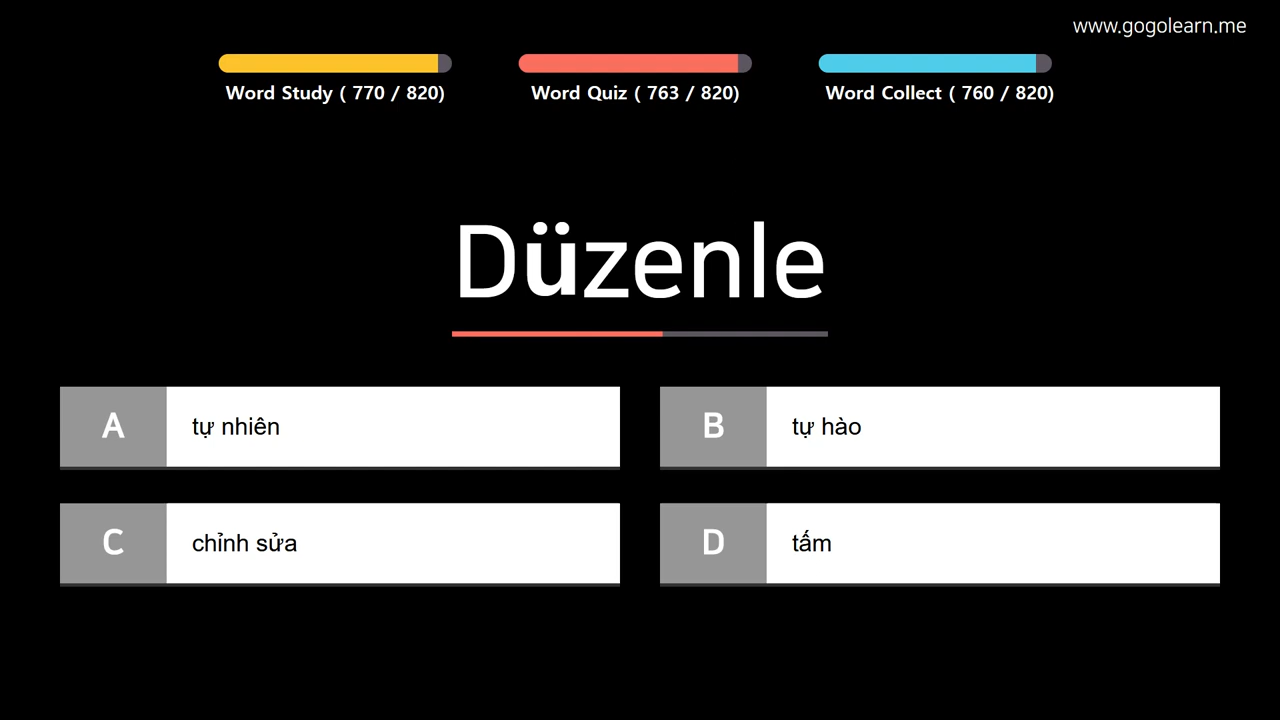 www.gogolearn.me
Word Study ( 770 / 820)
Word Quiz ( 763 / 820)
Word Collect ( 760 / 820)
Düzenle
A
tự nhiên
B
tự hào
C
chỉnh sửa
D
tấm